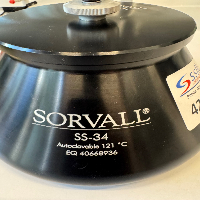 SORVALL®
SS-34
Autoclavable 121 °C
EQ 40668936